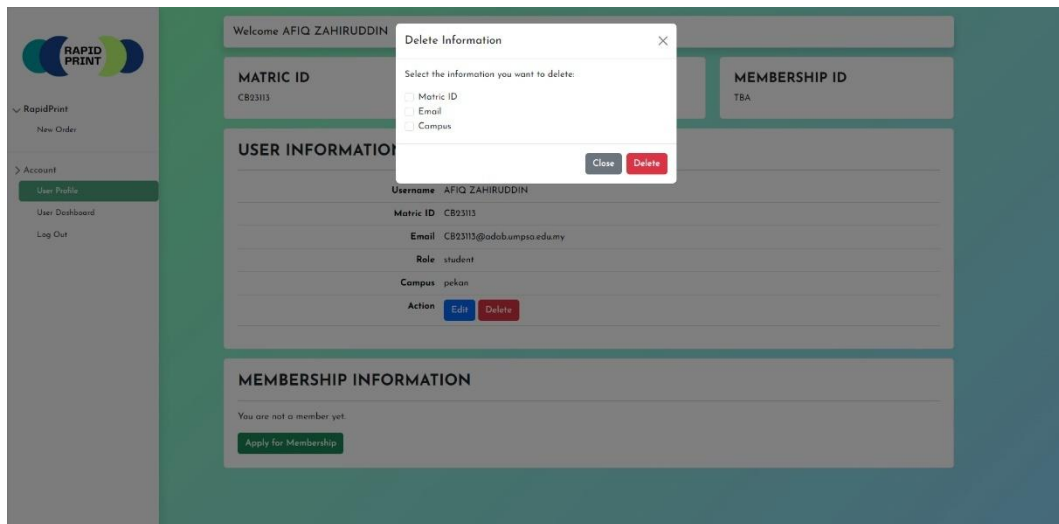 RAPID
PRINT
RapidPrint
New Order
Account
User Profile
User Dashboard
Log Out
Welcome AFIQ ZAHIRUDDIN
MATRIC ID
CB23113
MEMBERSHIP ID
TBA
Delete Information
Select the information you want to delete:
Matric ID
Email
Campus
Close Delete
USER INFORMATION
Username AFIQ ZAHIRUDDIN
Matric ID CB23113
Email CB23113@adab.umpsa.edu.my
Role student
Campus pekan
Action Edit Delete
MEMBERSHIP INFORMATION
You are not a member yet.
Apply for Membership